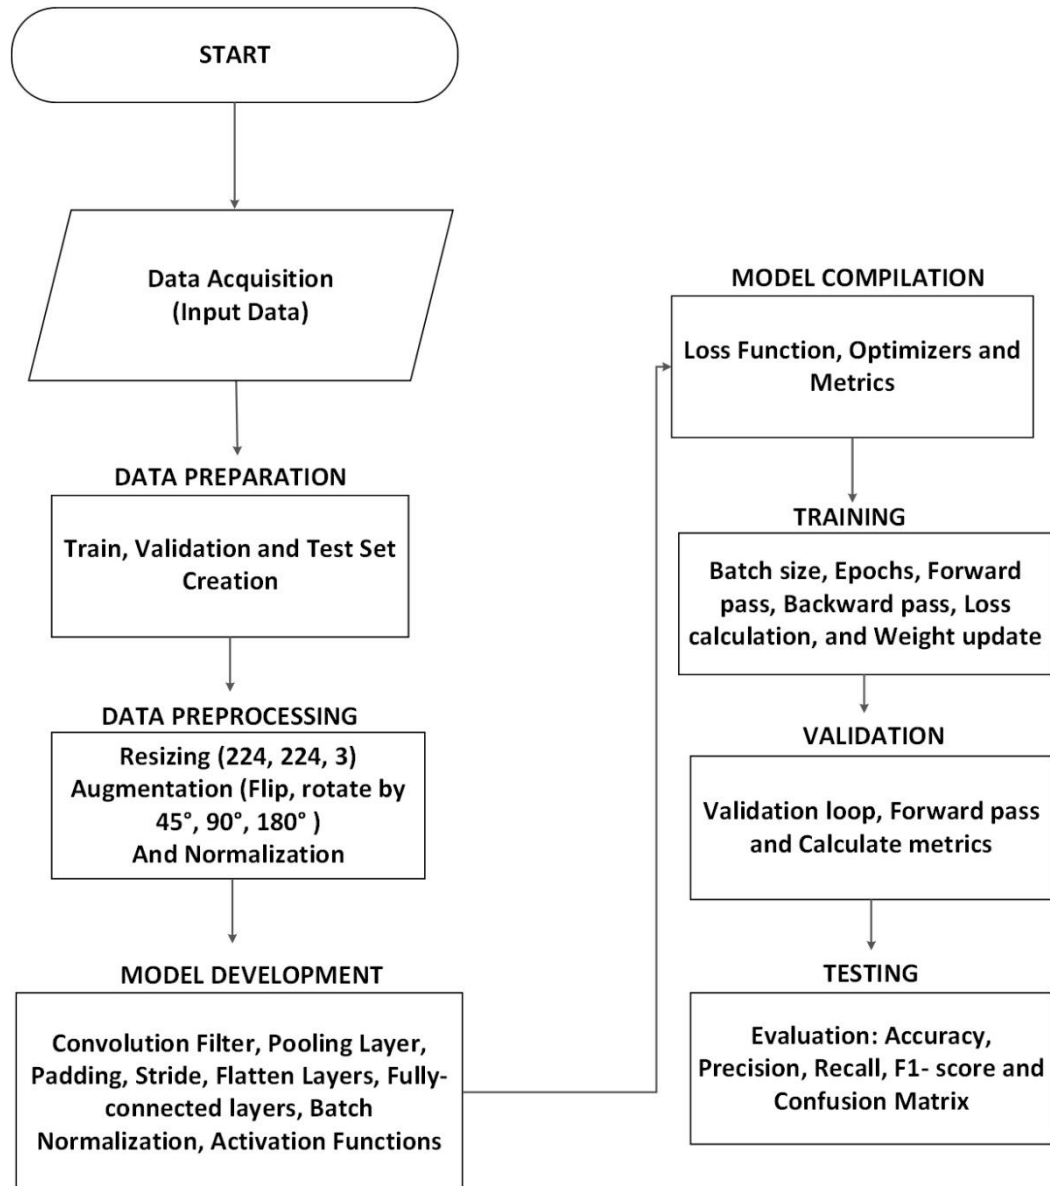 START
Data Acquisition
(Input Data)
DATA PREPARATION
Train, Validation and Test Set
Creation
DATA PREPROCESSING
Resizing (224, 224, 3)
Augmentation (Flip, rotate by
45°, 90°, 180° )
And Normalization
MODEL DEVELOPMENT
Convolution Filter, Pooling Layer,
Padding, Stride, Flatten Layers, Fully-
connected layers, Batch
Normalization, Activation Functions
MODEL COMPILATION
Loss Function, Optimizers and
Metrics
TRAINING
Batch size, Epochs, Forward
pass, Backward pass, Loss
calculation, and Weight update
VALIDATION
Validation loop, Forward pass
and Calculate metrics
TESTING
Evaluation: Accuracy,
Precision, Recall, F1- score and
Confusion Matrix